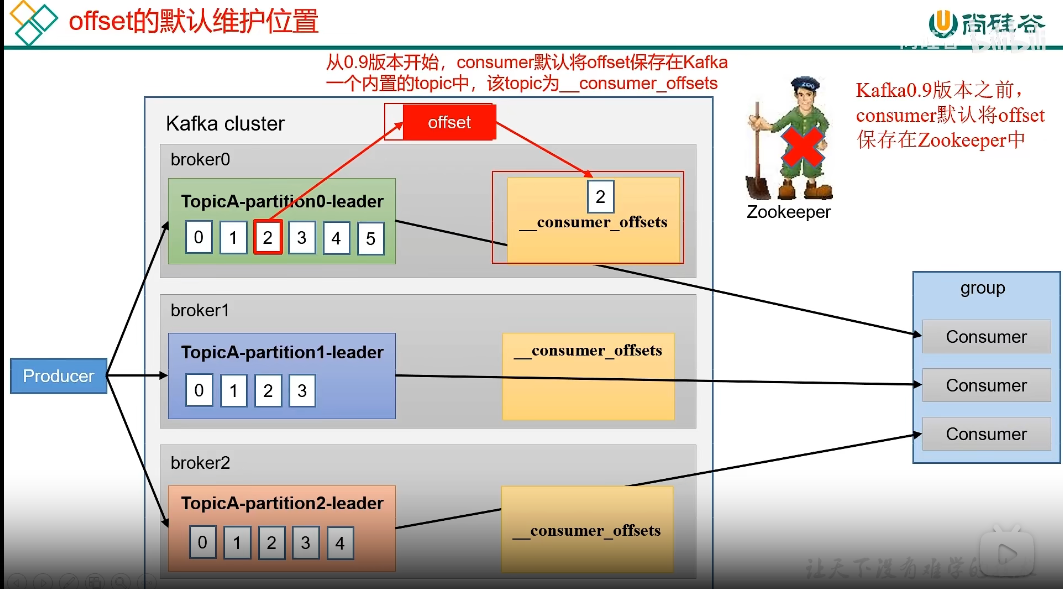 offset的默认维护位置
尚硅谷
从0.9版本开始，consumer默认将offset保存在Kafka
一个内置的topic中，该topic为__consumer_offsets
Kafka0.9版本之前，
consumer默认将offset
保存在Zookeeper中
ZOO
Zookeeper
Kafka cluster
offset
broker0
TopicA-partition0-leader
0 1 2 3 4 5
2
__consumer_offsets
broker1
TopicA-partition1-leader
0 1 2 3
__consumer_offsets
broker2
TopicA-partition2-leader
0 1 2 3 4
__consumer_offsets
Producer
group
Consumer
Consumer
Consumer
让天下没有难学的